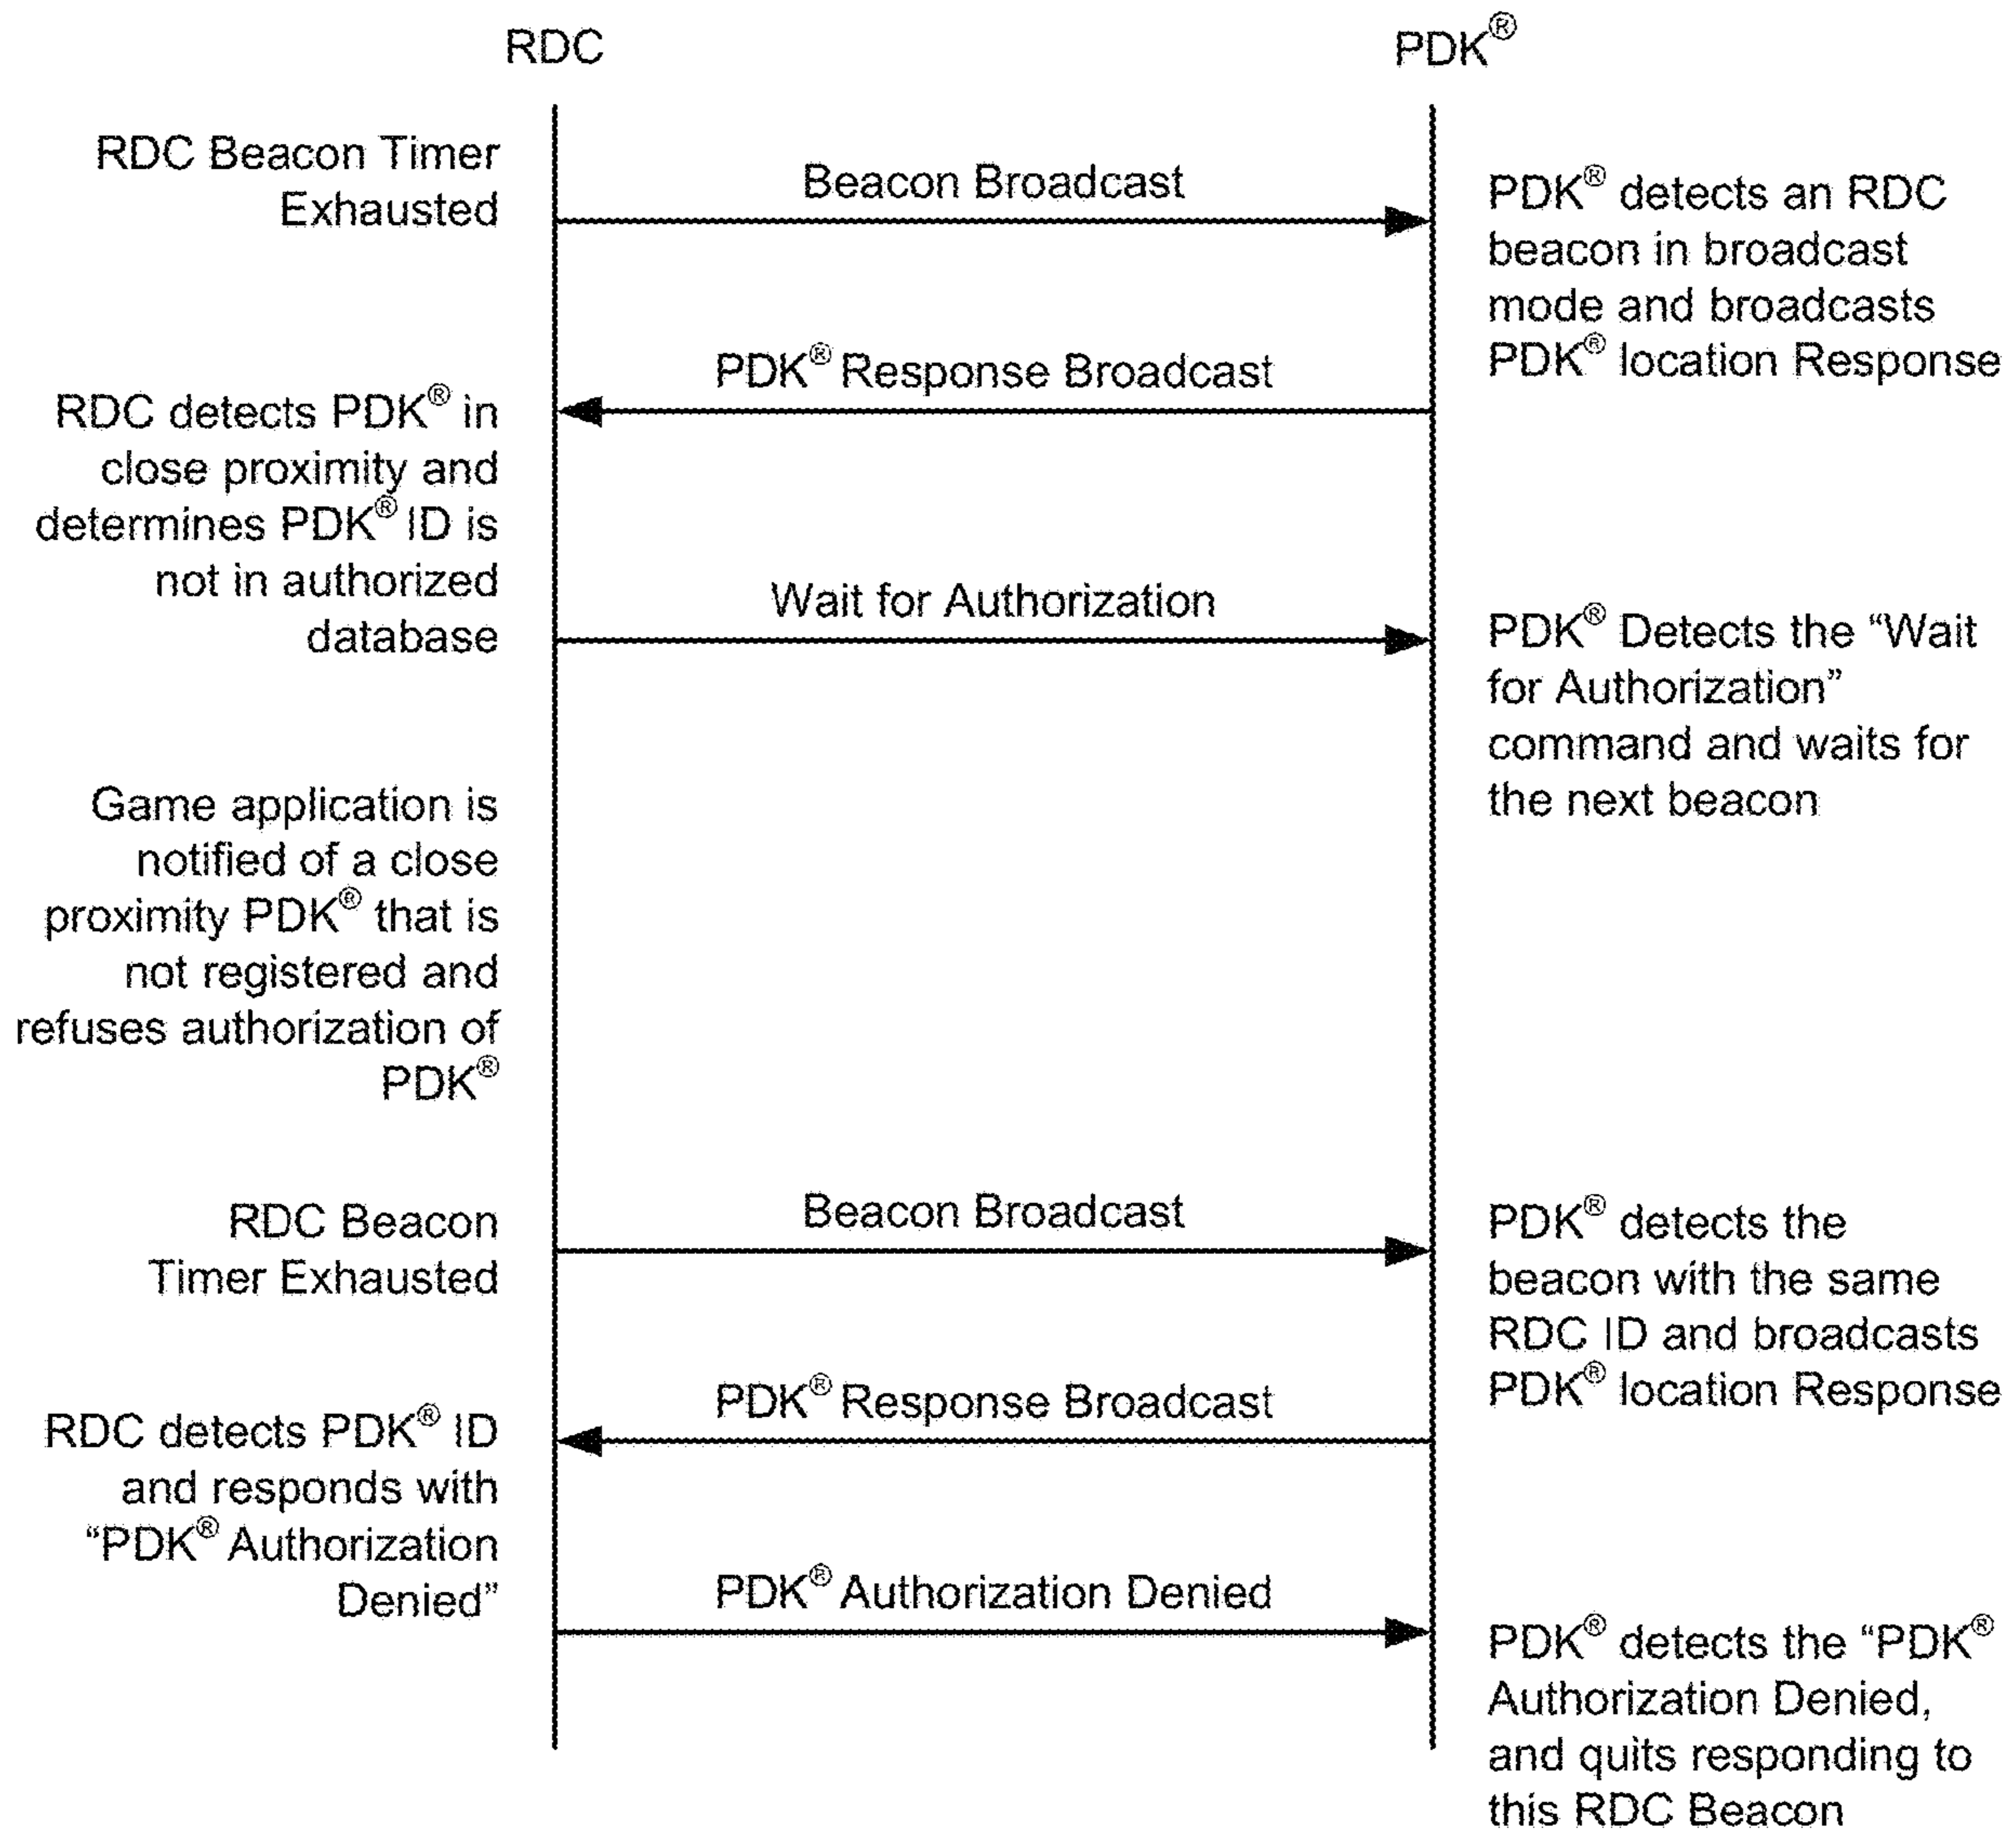 RDC
PDK®
RDC Beacon Timer
Exhausted
Beacon Broadcast
PDK® detects an RDC
beacon in broadcast
mode and broadcasts
PDK® location Response
PDK® Response Broadcast
RDC detects PDK® in
close proximity and
determines PDK® ID is
not in authorized
database
Wait for Authorization
PDK® Detects the “Wait
for Authorization”
command and waits for
the next beacon
Game application is
notified of a close
proximity PDK® that is
not registered and
refuses authorization of
PDK®
RDC Beacon
Timer Exhausted
Beacon Broadcast
PDK® detects the
beacon with the same
RDC ID and broadcasts
PDK® location Response
PDK® Response Broadcast
RDC detects PDK® ID
and responds with
“PDK® Authorization
Denied”
PDK® Authorization Denied
PDK® detects the “PDK®
Authorization Denied,
and quits responding to
this RDC Beacon